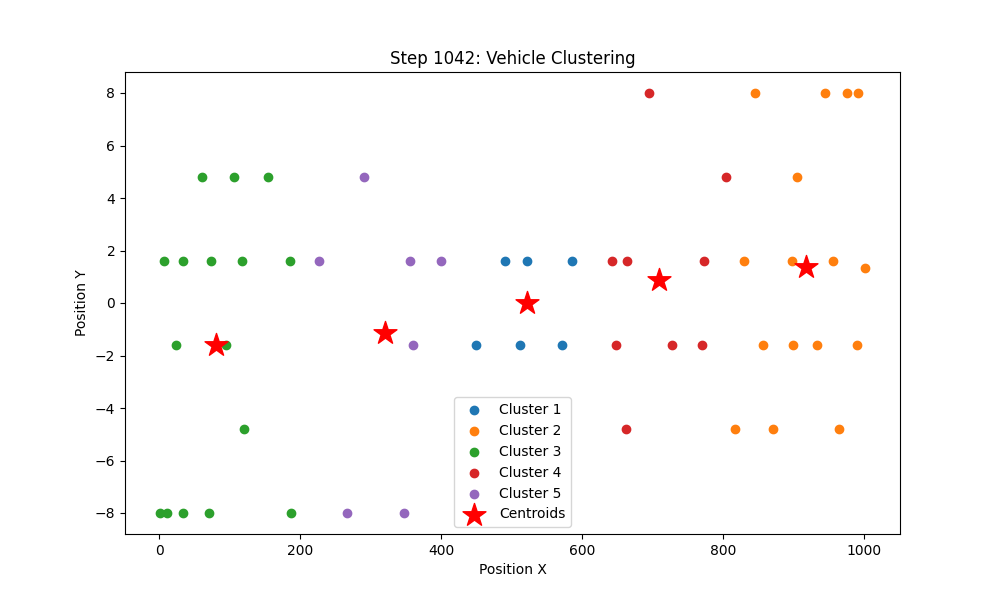 Step 1042: Vehicle Clustering
Position Y
8
6
4
2
0
−2
−4
−6
−8
Cluster 1
Cluster 2
Cluster 3
Cluster 4
Cluster 5
Centroids
0 200 400 600 800 1000
Position X